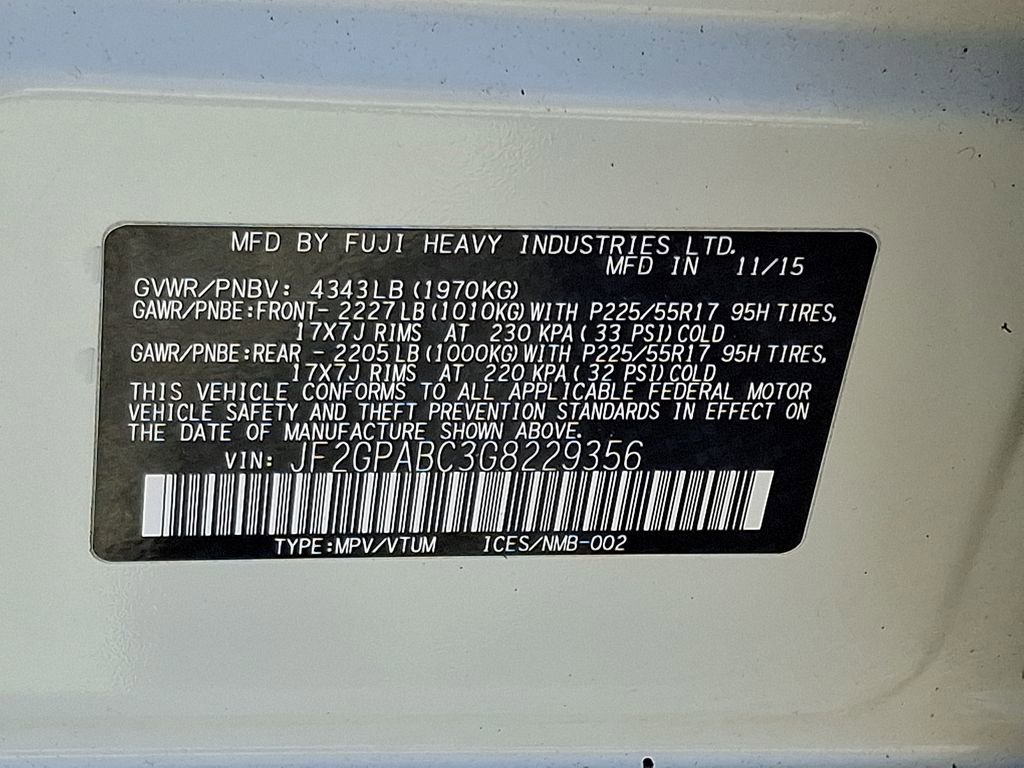 MFD BY FUJI HEAVY INDUSTRIES LTD.
MFD IN 11/15
GVWR/PNBV: 4343LB (1970KG)
GAWR/PNBE:FRONT- 2227LB (1010KG) WITH P225/55R17 95H TIRES,
17X7J RIMS AT 230 KPA (33 PSI) COLD
GAWR/PNBE:REAR - 2205LB (1000KG) WITH P225/55R17 95H TIRES,
17X7J RIMS AT 220 KPA (32 PSI) COLD
THIS VEHICLE CONFORMS TO ALL APPLICABLE FEDERAL MOTOR
VEHICLE SAFETY AND THEFT PREVENTION STANDARDS IN EFFECT ON
THE DATE OF MANUFACTURE SHOWN ABOVE.
VIN: JF2GPABC3G8229356
TYPE:MPV/VTUM ICES/NMB-002